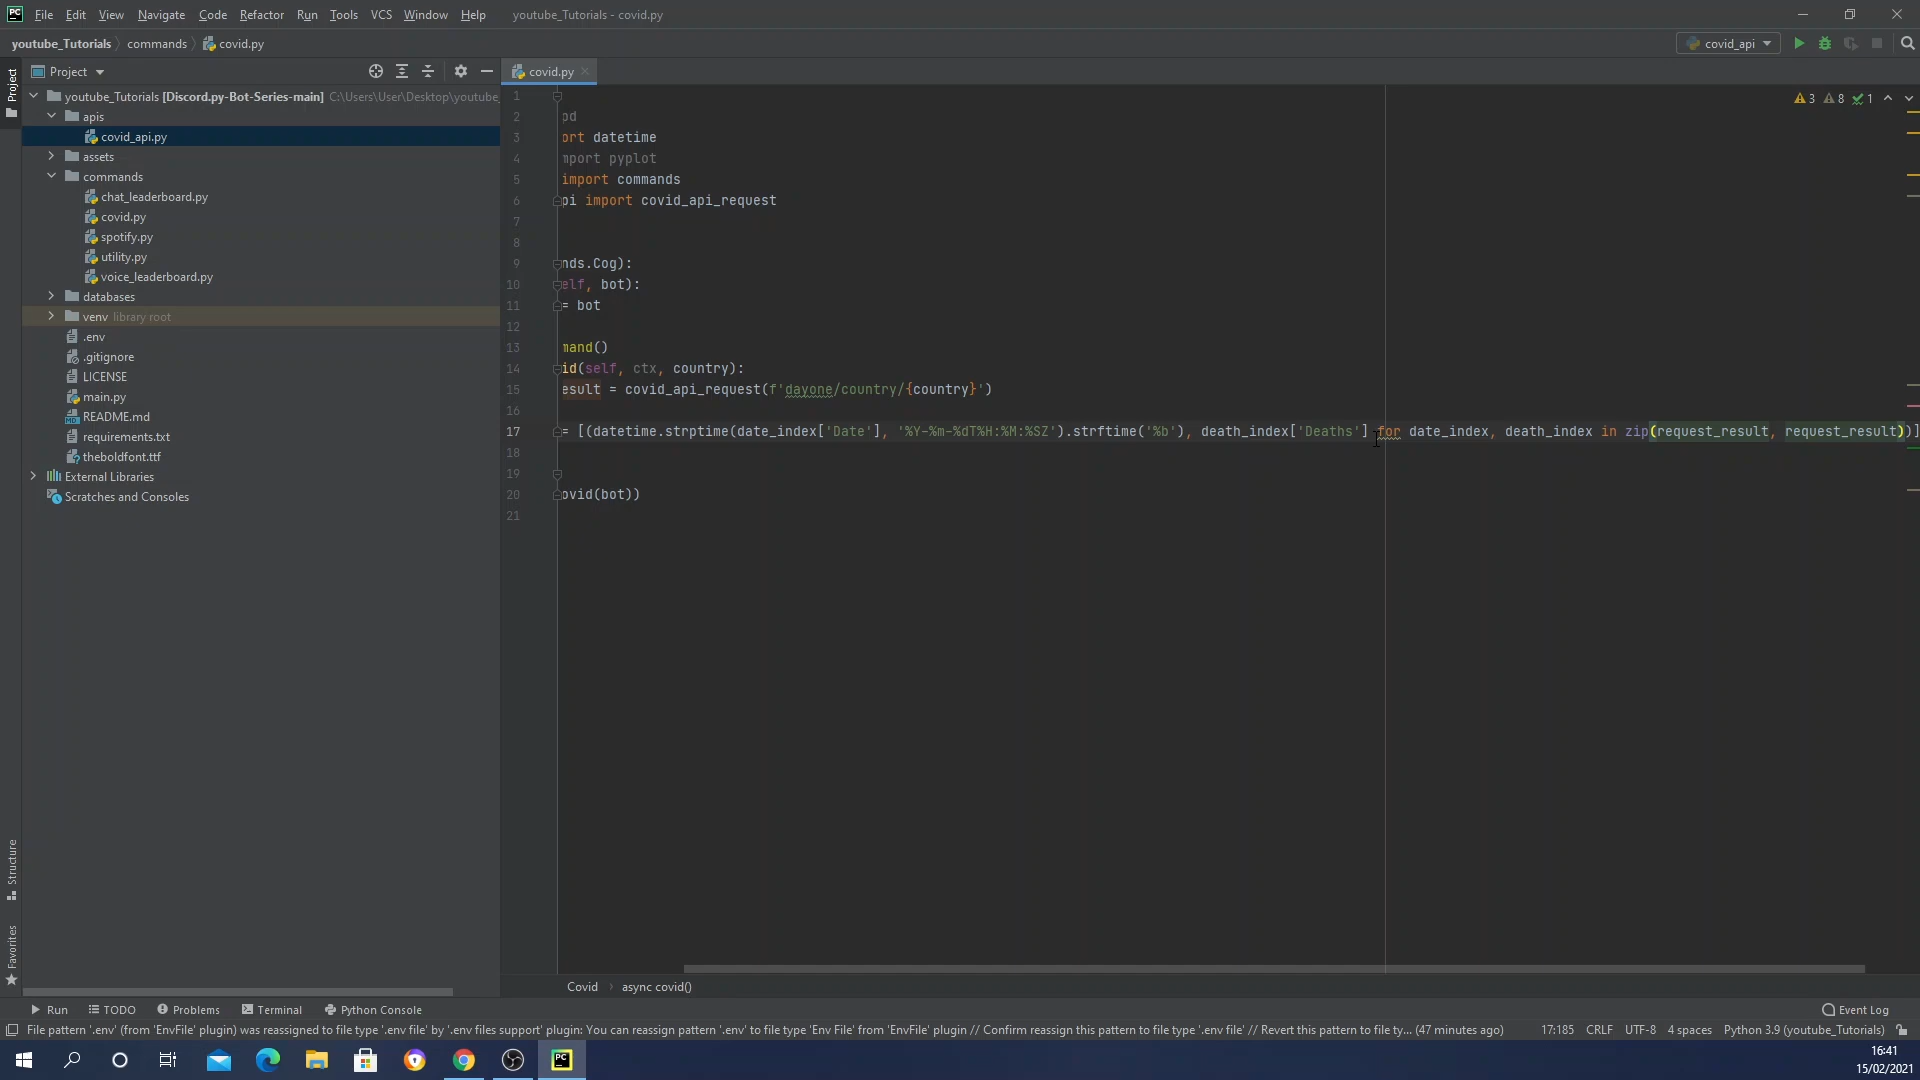 PC File Edit View Navigate Code Refactor Run Tools VCS Window Help youtube_Tutorials - covid.py
youtube_Tutorials commands covid.py covid_api
Project covid.py
youtube_Tutorials [Discord.py-Bot-Series-main] C:\Users\User\Desktop\youtube_
apis
covid_api.py
assets
commands
chat_leaderboard.py
covid.py
spotify.py
utility.py
voice_leaderboard.py
databases
venv library root
.env
.gitignore
LICENSE
main.py
README.md
requirements.txt
theboldfont.ttf
External Libraries
Scratches and Consoles
Project
Structure
Favorites
3 8 1
1
2 pd
3 ort datetime
4 mport pyplot
5 import commands
6 pi import covid_api_request
7
8
9 nds.Cog):
10 elf, bot):
11 = bot
12
13 mand()
14 id(self, ctx, country):
15 esult = covid_api_request(f'dayone/country/{country}')
16
17 = [(datetime.strptime(date_index['Date'], '%Y-%m-%dT%H:%M:%SZ').strftime('%b'), death_index['Deaths'] for date_index, death_index in zip(request_result, request_result))]
18
19
20 ovid(bot))
21
Covid async covid()
Run TODO Problems Terminal Python Console Event Log
File pattern '.env' (from 'EnvFile' plugin) was reassigned to file type '.env file' by '.env files support' plugin: You can reassign pattern '.env' to file type 'Env File' from 'EnvFile' plugin // Confirm reassign this pattern to file type '.env file' // Revert this pattern to file ty... (47 minutes ago) 17:185 CRLF UTF-8 4 spaces Python 3.9 (youtube_Tutorials)
PC
16:41
15/02/2021